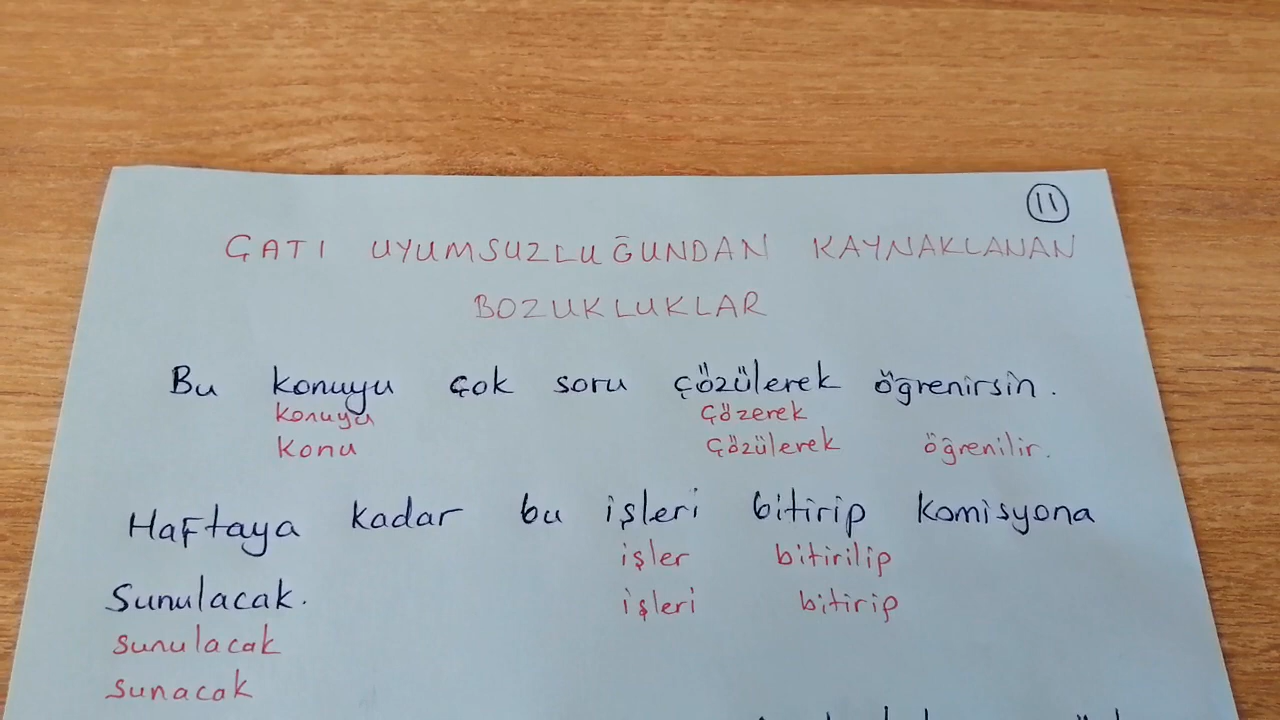 11
ÇATI UYUMSUZLUĞUNDAN KAYNAKLANAN
BOZUKLUKLAR
Bu konuyu çok soru çözülerek öğrenirsin.
konuyu çözerek
konu çözülerek öğrenilir.
Haftaya kadar bu işleri bitirip komisyona
işler bitirilip
sunulacak.
işleri bitirip
sunulacak
sunacak